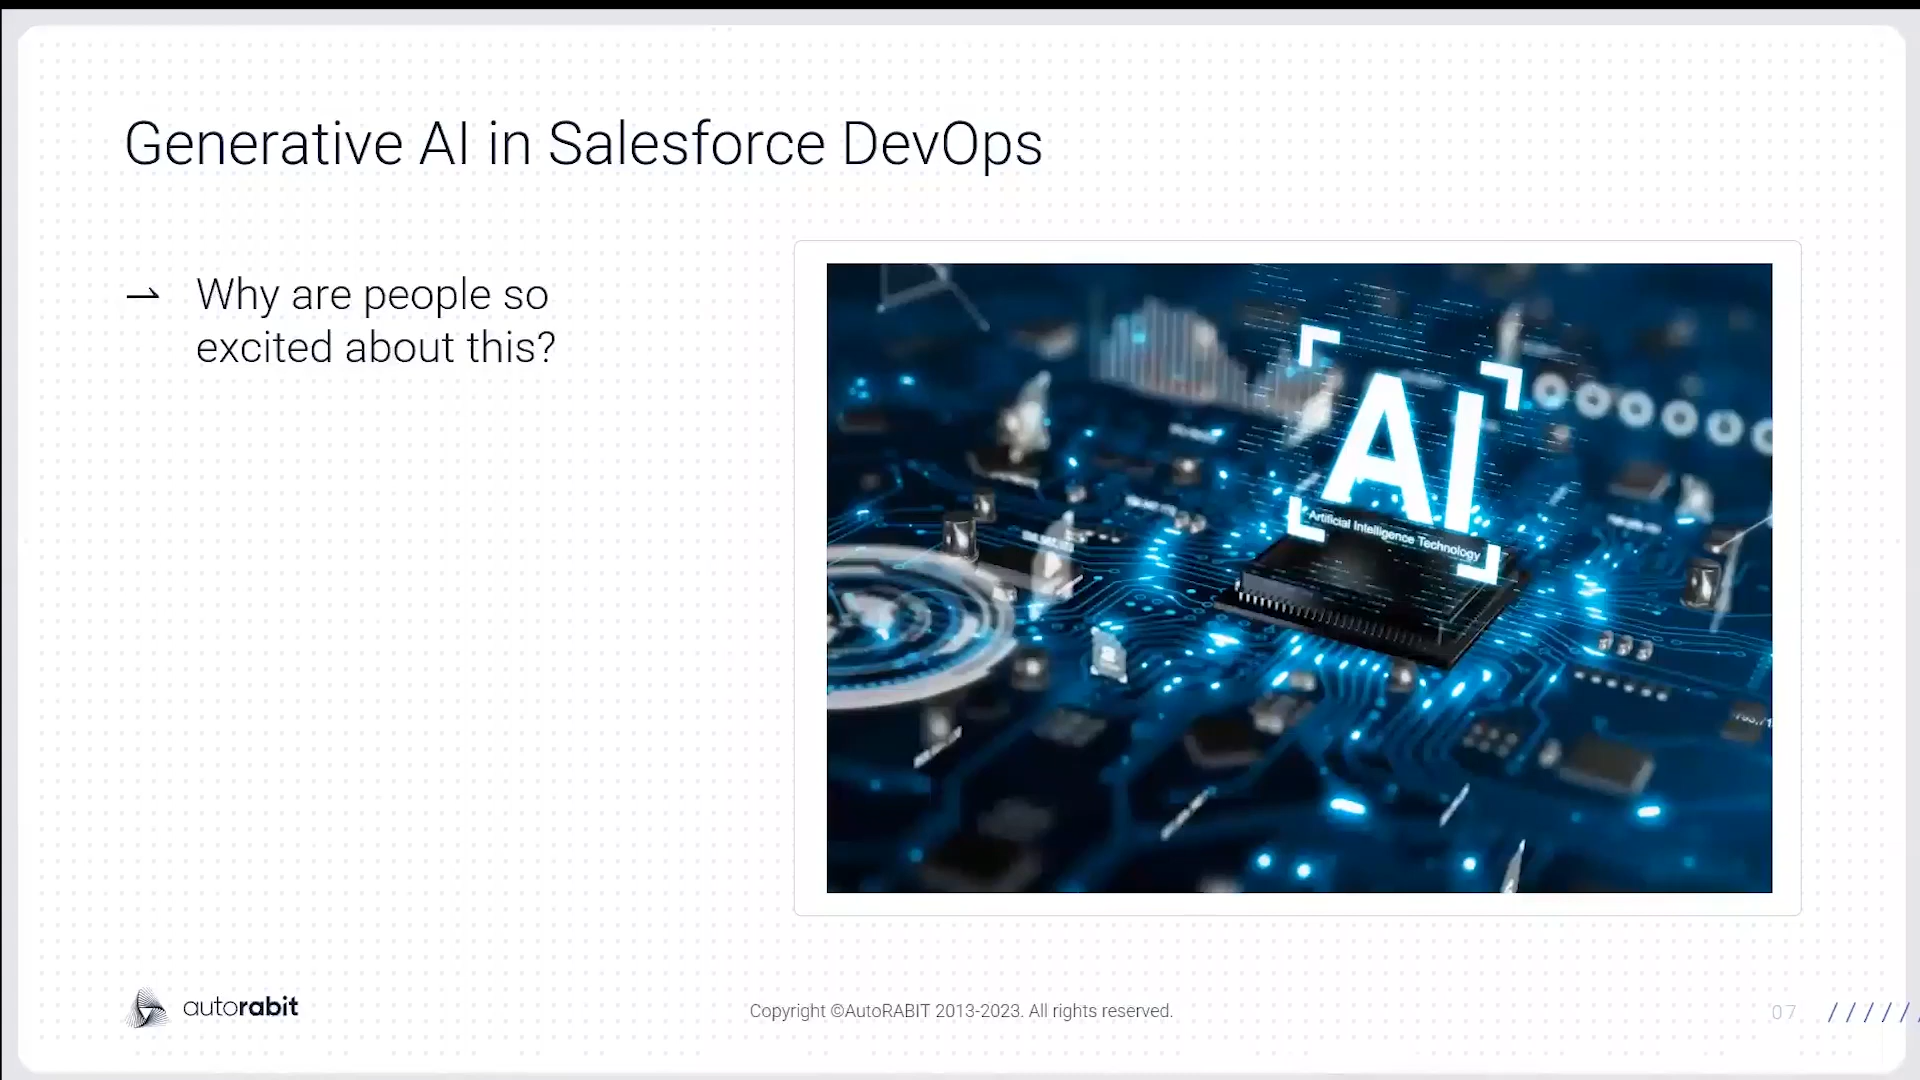 Generative AI in Salesforce DevOps
Why are people so
excited about this?
AI
Artificial Intelligence Technology
autorabit
Copyright ©AutoRABIT 2013-2023. All rights reserved.
07